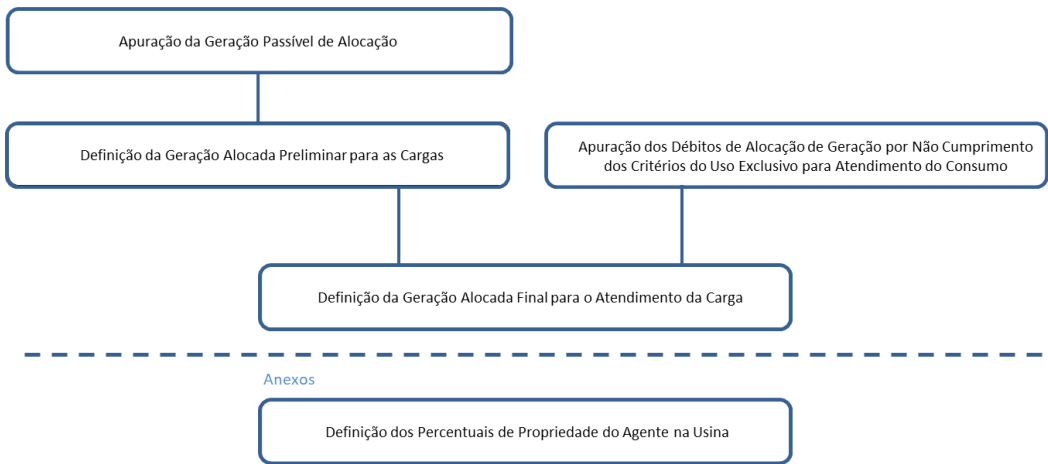 Apuração da Geração Passível de Alocação
Definição da Geração Alocada Preliminar para as Cargas
Apuração dos Débitos de Alocação de Geração por Não Cumprimento
dos Critérios do Uso Exclusivo para Atendimento do Consumo
Definição da Geração Alocada Final para o Atendimento da Carga
Anexos
Definição dos Percentuais de Propriedade do Agente na Usina